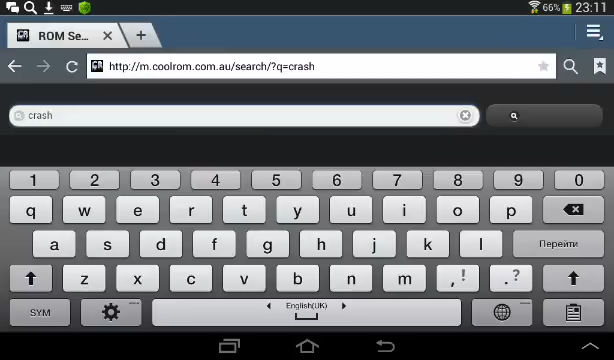 66% 23:11
ROM Se...
http://m.coolrom.com.au/search/?q=crash
crash
1 2 3 4 5 6 7 8 9 0
q w e r t y u i o p
a s d f g h j k l Перейти
z x c v b n m ,! .?
SYM English(UK)